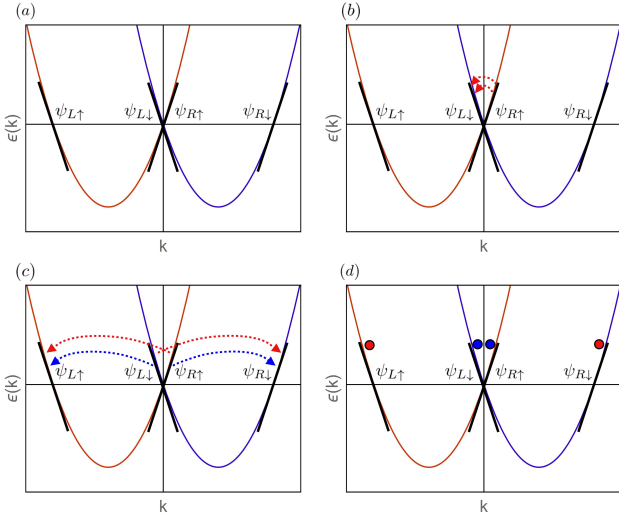 (a)
ψL↑ ψL↓ ψR↑ ψR↓
ε(k)
k
(b)
ψL↑ ψL↓ ψR↑ ψR↓
ε(k)
k
(c)
ψL↑ ψL↓ ψR↑ ψR↓
ε(k)
k
(d)
ψL↑ ψL↓ ψR↑ ψR↓
ε(k)
k